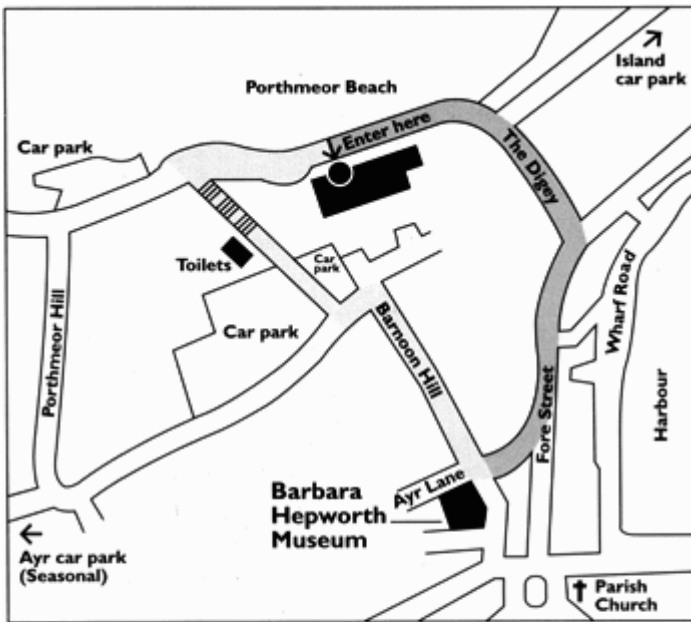 Island
car park
Porthmeor Beach
Car park
Enter here
The Digey
Toilets
Car
park
Car park
Porthmeor Hill
Barnoon Hill
Wharf Road
Harbour
Fore Street
Ayr Lane
Barbara
Hepworth
Museum
Ayr car park
(Seasonal)
Parish
Church